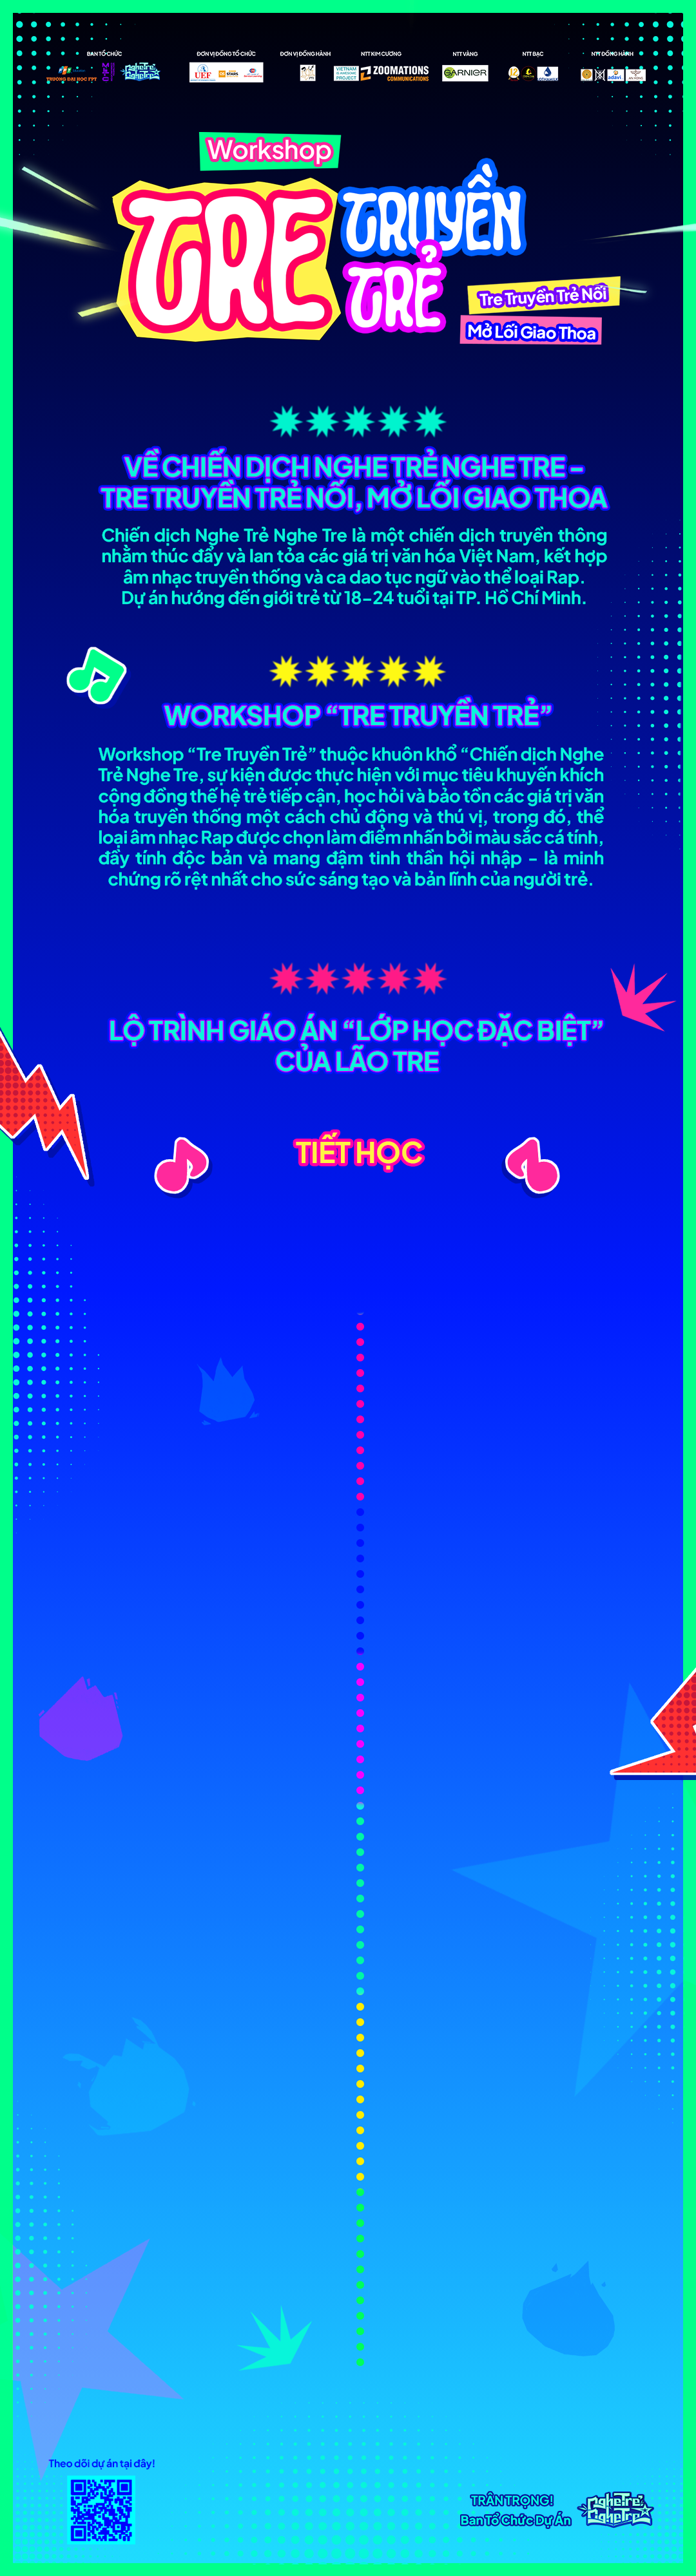 BAN TỔ CHỨC
ĐƠN VỊ ĐỒNG TỔ CHỨC
ĐƠN VỊ ĐỒNG HÀNH
NTT KIM CƯƠNG
NTT VÀNG
NTT BẠC
NTT ĐỒNG HÀNH
TRƯỜNG ĐẠI HỌC FPT
UEF
ZOOMATIONS
COMMUNICATIONS
GARNIER
Workshop
TRE
TRUYỀN
TRẺ
Tre Truyền Trẻ Nối
Mở Lối Giao Thoa
VỀ CHIẾN DỊCH NGHE TRẺ NGHE TRE -
TRE TRUYỀN TRẺ NỐI, MỞ LỐI GIAO THOA
Chiến dịch Nghe Trẻ Nghe Tre là một chiến dịch truyền thông
nhằm thúc đẩy và lan tỏa các giá trị văn hóa Việt Nam, kết hợp
âm nhạc truyền thống và ca dao tục ngữ vào thể loại Rap.
Dự án hướng đến giới trẻ từ 18-24 tuổi tại TP. Hồ Chí Minh.
WORKSHOP “TRE TRUYỀN TRẺ”
Workshop “Tre Truyền Trẻ” thuộc khuôn khổ “Chiến dịch Nghe
Trẻ Nghe Tre, sự kiện được thực hiện với mục tiêu khuyến khích
cộng đồng thế hệ trẻ tiếp cận, học hỏi và bảo tồn các giá trị văn
hóa truyền thống một cách chủ động và thú vị, trong đó, thể
loại âm nhạc Rap được chọn làm điểm nhấn bởi màu sắc cá tính,
đầy tính độc bản và mang đậm tinh thần hội nhập - là minh
chứng rõ rệt nhất cho sức sáng tạo và bản lĩnh của người trẻ.
LỘ TRÌNH GIÁO ÁN “LỚP HỌC ĐẶC BIỆT”
CỦA LÃO TRE
TIẾT HỌC
Theo dõi dự án tại đây!
TRÂN TRỌNG!
Ban Tổ Chức Dự Án
Nghe Trẻ
Nghe Tre